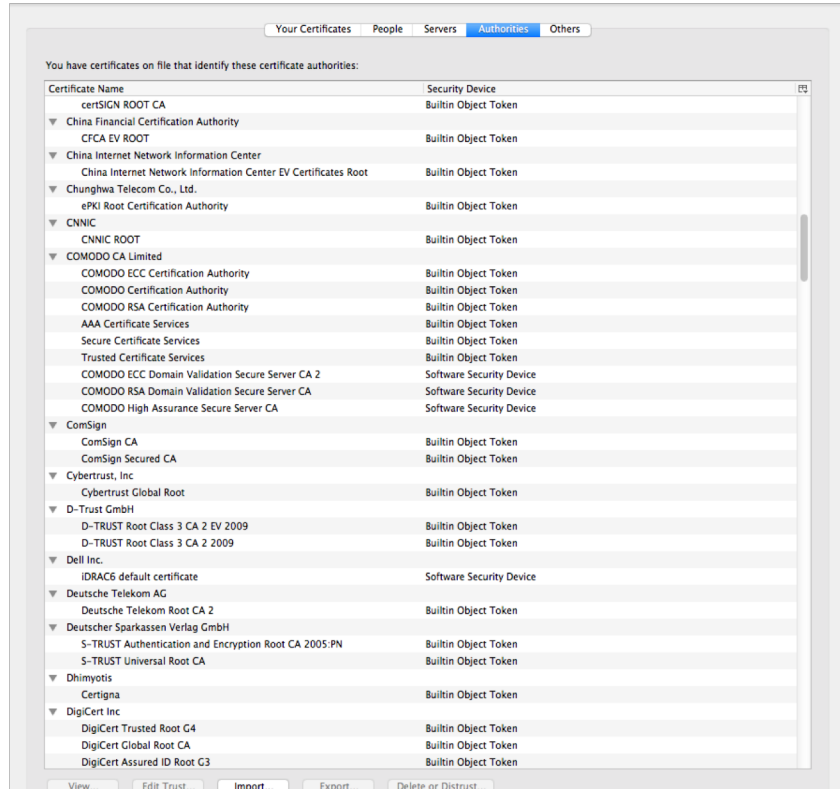 Your Certificates People Servers Authorities Others
You have certificates on file that identify these certificate authorities:
Certificate Name Security Device
certSIGN ROOT CA Builtin Object Token
China Financial Certification Authority
CFCA EV ROOT Builtin Object Token
China Internet Network Information Center
China Internet Network Information Center EV Certificates Root Builtin Object Token
Chunghwa Telecom Co., Ltd.
ePKI Root Certification Authority Builtin Object Token
CNNIC
CNNIC ROOT Builtin Object Token
COMODO CA Limited
COMODO ECC Certification Authority Builtin Object Token
COMODO Certification Authority Builtin Object Token
COMODO RSA Certification Authority Builtin Object Token
AAA Certificate Services Builtin Object Token
Secure Certificate Services Builtin Object Token
Trusted Certificate Services Builtin Object Token
COMODO ECC Domain Validation Secure Server CA 2 Software Security Device
COMODO RSA Domain Validation Secure Server CA Software Security Device
COMODO High Assurance Secure Server CA Software Security Device
ComSign
ComSign CA Builtin Object Token
ComSign Secured CA Builtin Object Token
Cybertrust, Inc
Cybertrust Global Root Builtin Object Token
D-Trust GmbH
D-TRUST Root Class 3 CA 2 EV 2009 Builtin Object Token
D-TRUST Root Class 3 CA 2 2009 Builtin Object Token
Dell Inc.
iDRAC6 default certificate Software Security Device
Deutsche Telekom AG
Deutsche Telekom Root CA 2 Builtin Object Token
Deutscher Sparkassen Verlag GmbH
S-TRUST Authentication and Encryption Root CA 2005:PN Builtin Object Token
S-TRUST Universal Root CA Builtin Object Token
Dhimyotis
Certigna Builtin Object Token
DigiCert Inc
DigiCert Trusted Root G4 Builtin Object Token
DigiCert Global Root CA Builtin Object Token
DigiCert Assured ID Root G3 Builtin Object Token
View... Edit Trust... Import... Export... Delete or Distrust...